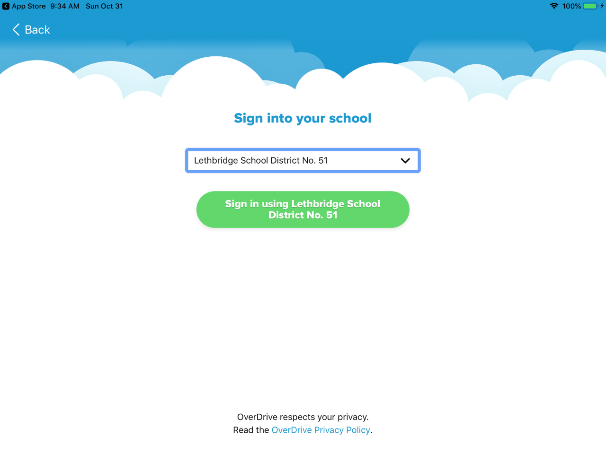 App Store 9:34 AM Sun Oct 31 100%
Back
Sign into your school
Lethbridge School District No. 51
Sign in using Lethbridge School
District No. 51
OverDrive respects your privacy.
Read the OverDrive Privacy Policy.